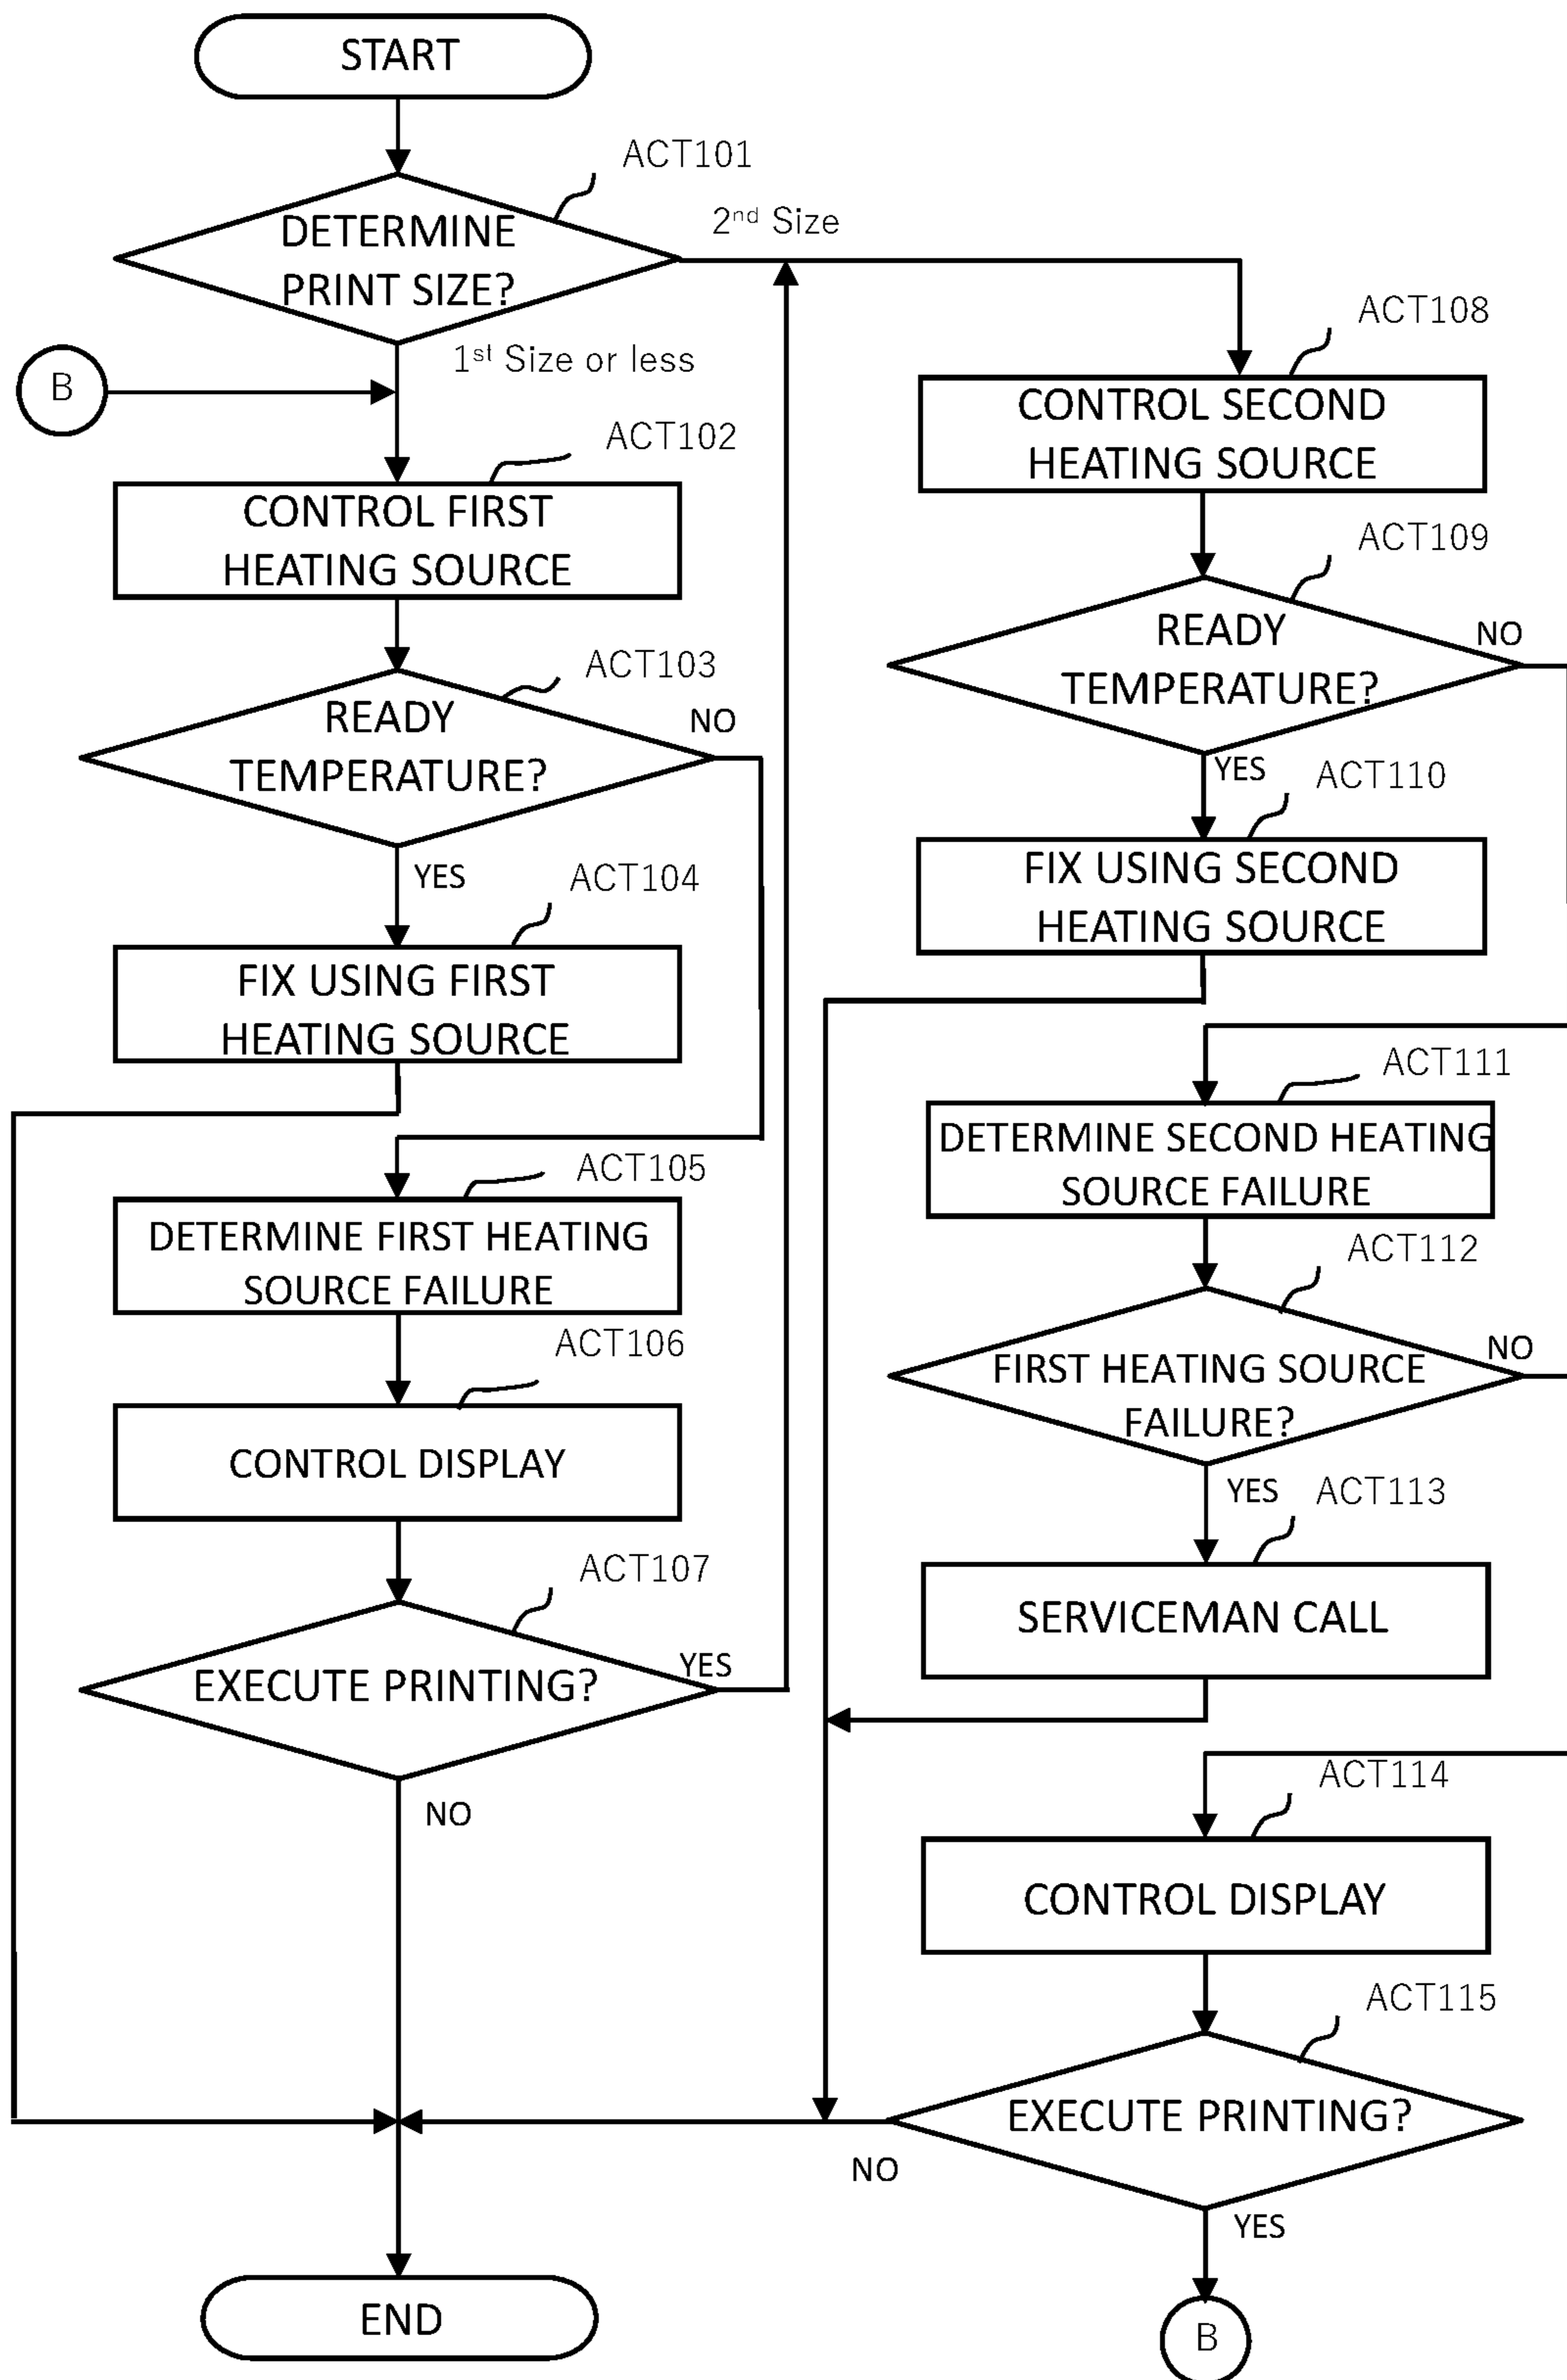 START
ACT101
DETERMINE
PRINT SIZE?
2nd Size
1st Size or less
B
ACT102
CONTROL FIRST
HEATING SOURCE
ACT103
READY
TEMPERATURE?
NO
YES
ACT104
FIX USING FIRST
HEATING SOURCE
ACT105
DETERMINE FIRST HEATING
SOURCE FAILURE
ACT106
CONTROL DISPLAY
ACT107
EXECUTE PRINTING?
YES
NO
END
ACT108
CONTROL SECOND
HEATING SOURCE
ACT109
READY
TEMPERATURE?
NO
YES
ACT110
FIX USING SECOND
HEATING SOURCE
ACT111
DETERMINE SECOND HEATING
SOURCE FAILURE
ACT112
FIRST HEATING SOURCE
FAILURE?
NO
YES
ACT113
SERVICEMAN CALL
ACT114
CONTROL DISPLAY
ACT115
EXECUTE PRINTING?
NO
YES
B